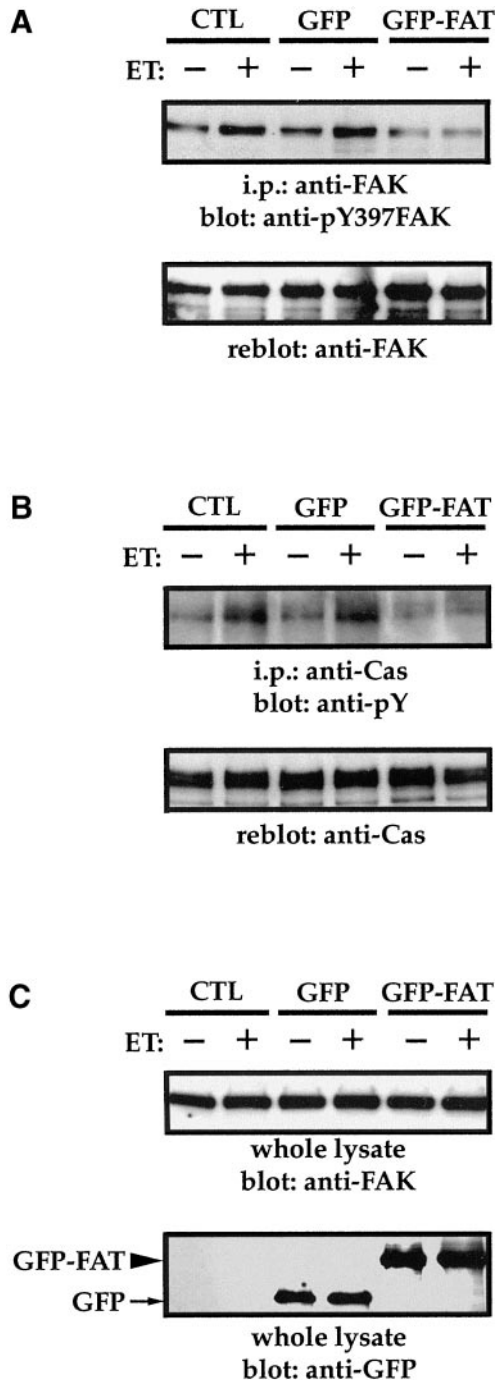 A
CTL GFP GFP-FAT
ET: – + – + – +
i.p.: anti-FAK
blot: anti-pY397FAK
reblot: anti-FAK
B
CTL GFP GFP-FAT
ET: – + – + – +
i.p.: anti-Cas
blot: anti-pY
reblot: anti-Cas
C
CTL GFP GFP-FAT
ET: – + – + – +
whole lysate
blot: anti-FAK
GFP-FAT
GFP
whole lysate
blot: anti-GFP